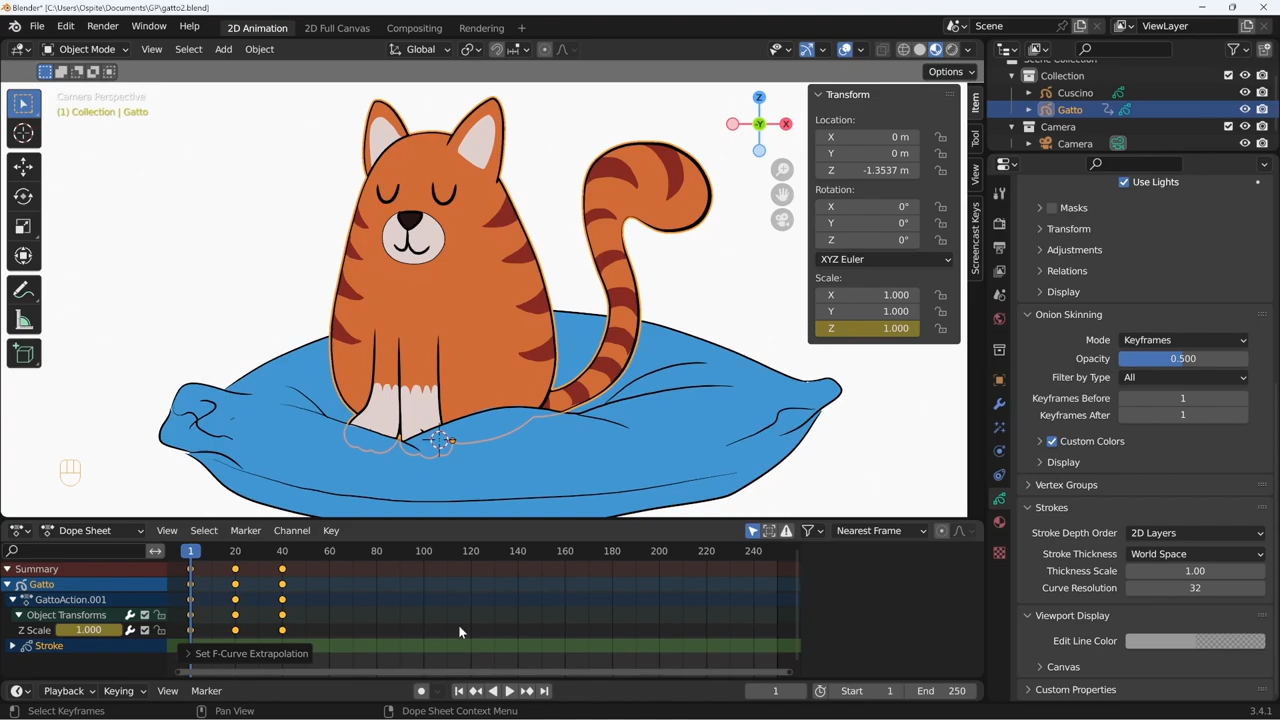 Blender* [C:\Users\Ospite\Documents\GP\gatto2.blend]
File Edit Render Window Help 2D Animation 2D Full Canvas Compositing Rendering + Scene ViewLayer
Object Mode View Select Add Object Global
Options
Camera Perspective
(1) Collection | Gatto
Z
-Y
X
Item
Tool
View
Screencast Keys
Transform
Location:
X 0 m
Y 0 m
Z -1.3537 m
Rotation:
X 0°
Y 0°
Z 0°
XYZ Euler
Scale:
X 1.000
Y 1.000
Z 1.000
Collection
Cuscino
Gatto
Camera
Camera
Use Lights
Masks
Transform
Adjustments
Relations
Display
Onion Skinning
Mode Keyframes
Opacity 0.500
Filter by Type All
Keyframes Before 1
Keyframes After 1
Custom Colors
Display
Vertex Groups
Strokes
Stroke Depth Order 2D Layers
Stroke Thickness World Space
Thickness Scale 1.00
Curve Resolution 32
Viewport Display
Edit Line Color
Canvas
Custom Properties
Dope Sheet View Select Marker Channel Key Nearest Frame
1 20 40 60 80 100 120 140 160 180 200 220 240
Summary
Gatto
GattoAction.001
Object Transforms
Z Scale 1.000
Stroke
Set F-Curve Extrapolation
Playback Keying View Marker 1 Start 1 End 250
Select Keyframes Pan View Dope Sheet Context Menu 3.4.1